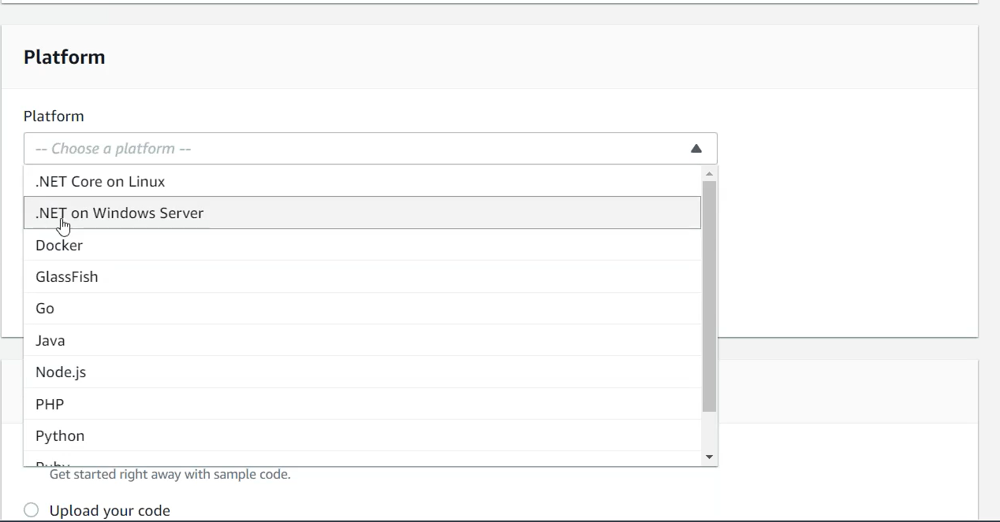 Platform
Platform
-- Choose a platform --
.NET Core on Linux
.NET on Windows Server
Docker
GlassFish
Go
Java
Node.js
PHP
Python
Ruby
Get started right away with sample code.
Upload your code